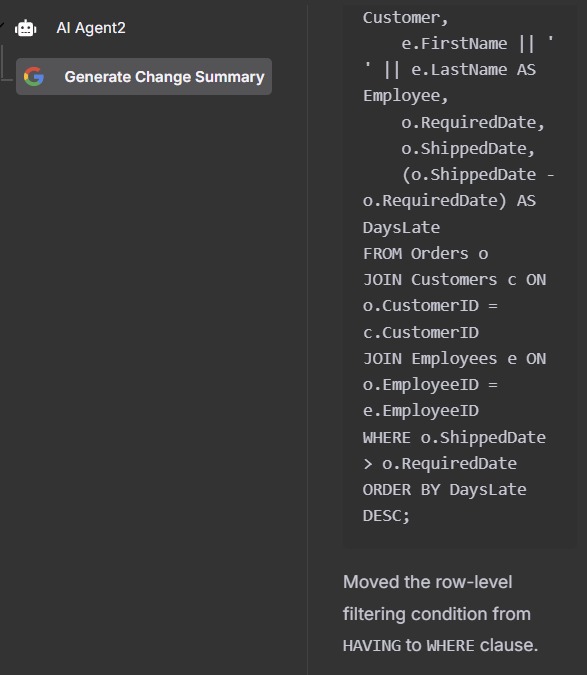 AI Agent2
Generate Change Summary
Customer,
    e.FirstName || '
' || e.LastName AS
Employee,
    o.RequiredDate,
    o.ShippedDate,
    (o.ShippedDate -
o.RequiredDate) AS
DaysLate
FROM Orders o
JOIN Customers c ON
o.CustomerID =
c.CustomerID
JOIN Employees e ON
o.EmployeeID =
e.EmployeeID
WHERE o.ShippedDate
> o.RequiredDate
ORDER BY DaysLate
DESC;
Moved the row-level
filtering condition from
HAVING to WHERE clause.